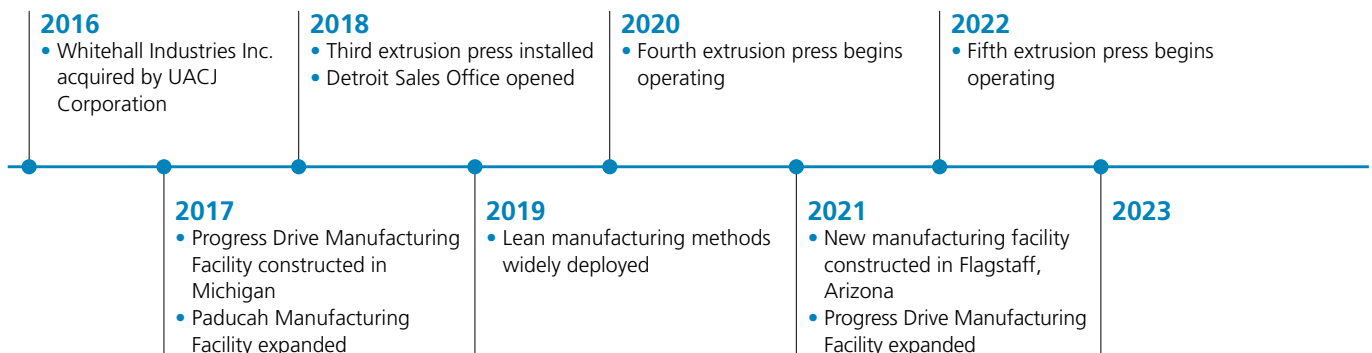 2016
• Whitehall Industries Inc.
acquired by UACJ
Corporation
2017
• Progress Drive Manufacturing
Facility constructed in
Michigan
• Paducah Manufacturing
Facility expanded
2018
• Third extrusion press installed
• Detroit Sales Office opened
2019
• Lean manufacturing methods
widely deployed
2020
• Fourth extrusion press begins
operating
2021
• New manufacturing facility
constructed in Flagstaff,
Arizona
• Progress Drive Manufacturing
Facility expanded
2022
• Fifth extrusion press begins
operating
2023